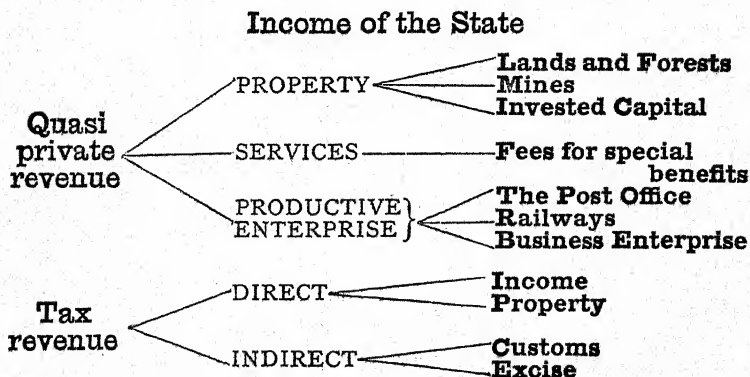 Income of the State
Quasi
private
revenue
PROPERTY
Lands and Forests
Mines
Invested Capital
SERVICES
Fees for special
benefits
PRODUCTIVE
ENTERPRISE
The Post Office
Railways
Business Enterprise
Tax
revenue
DIRECT
Income
Property
INDIRECT
Customs
Excise